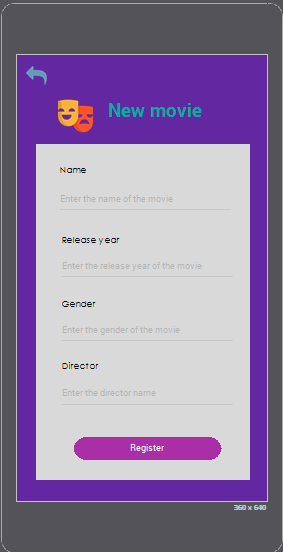 New movie
Name
Enter the name of the movie
Release year
Enter the release year of the movie
Gender
Enter the gender of the movie
Director
Enter the director name
Register
360 x 640